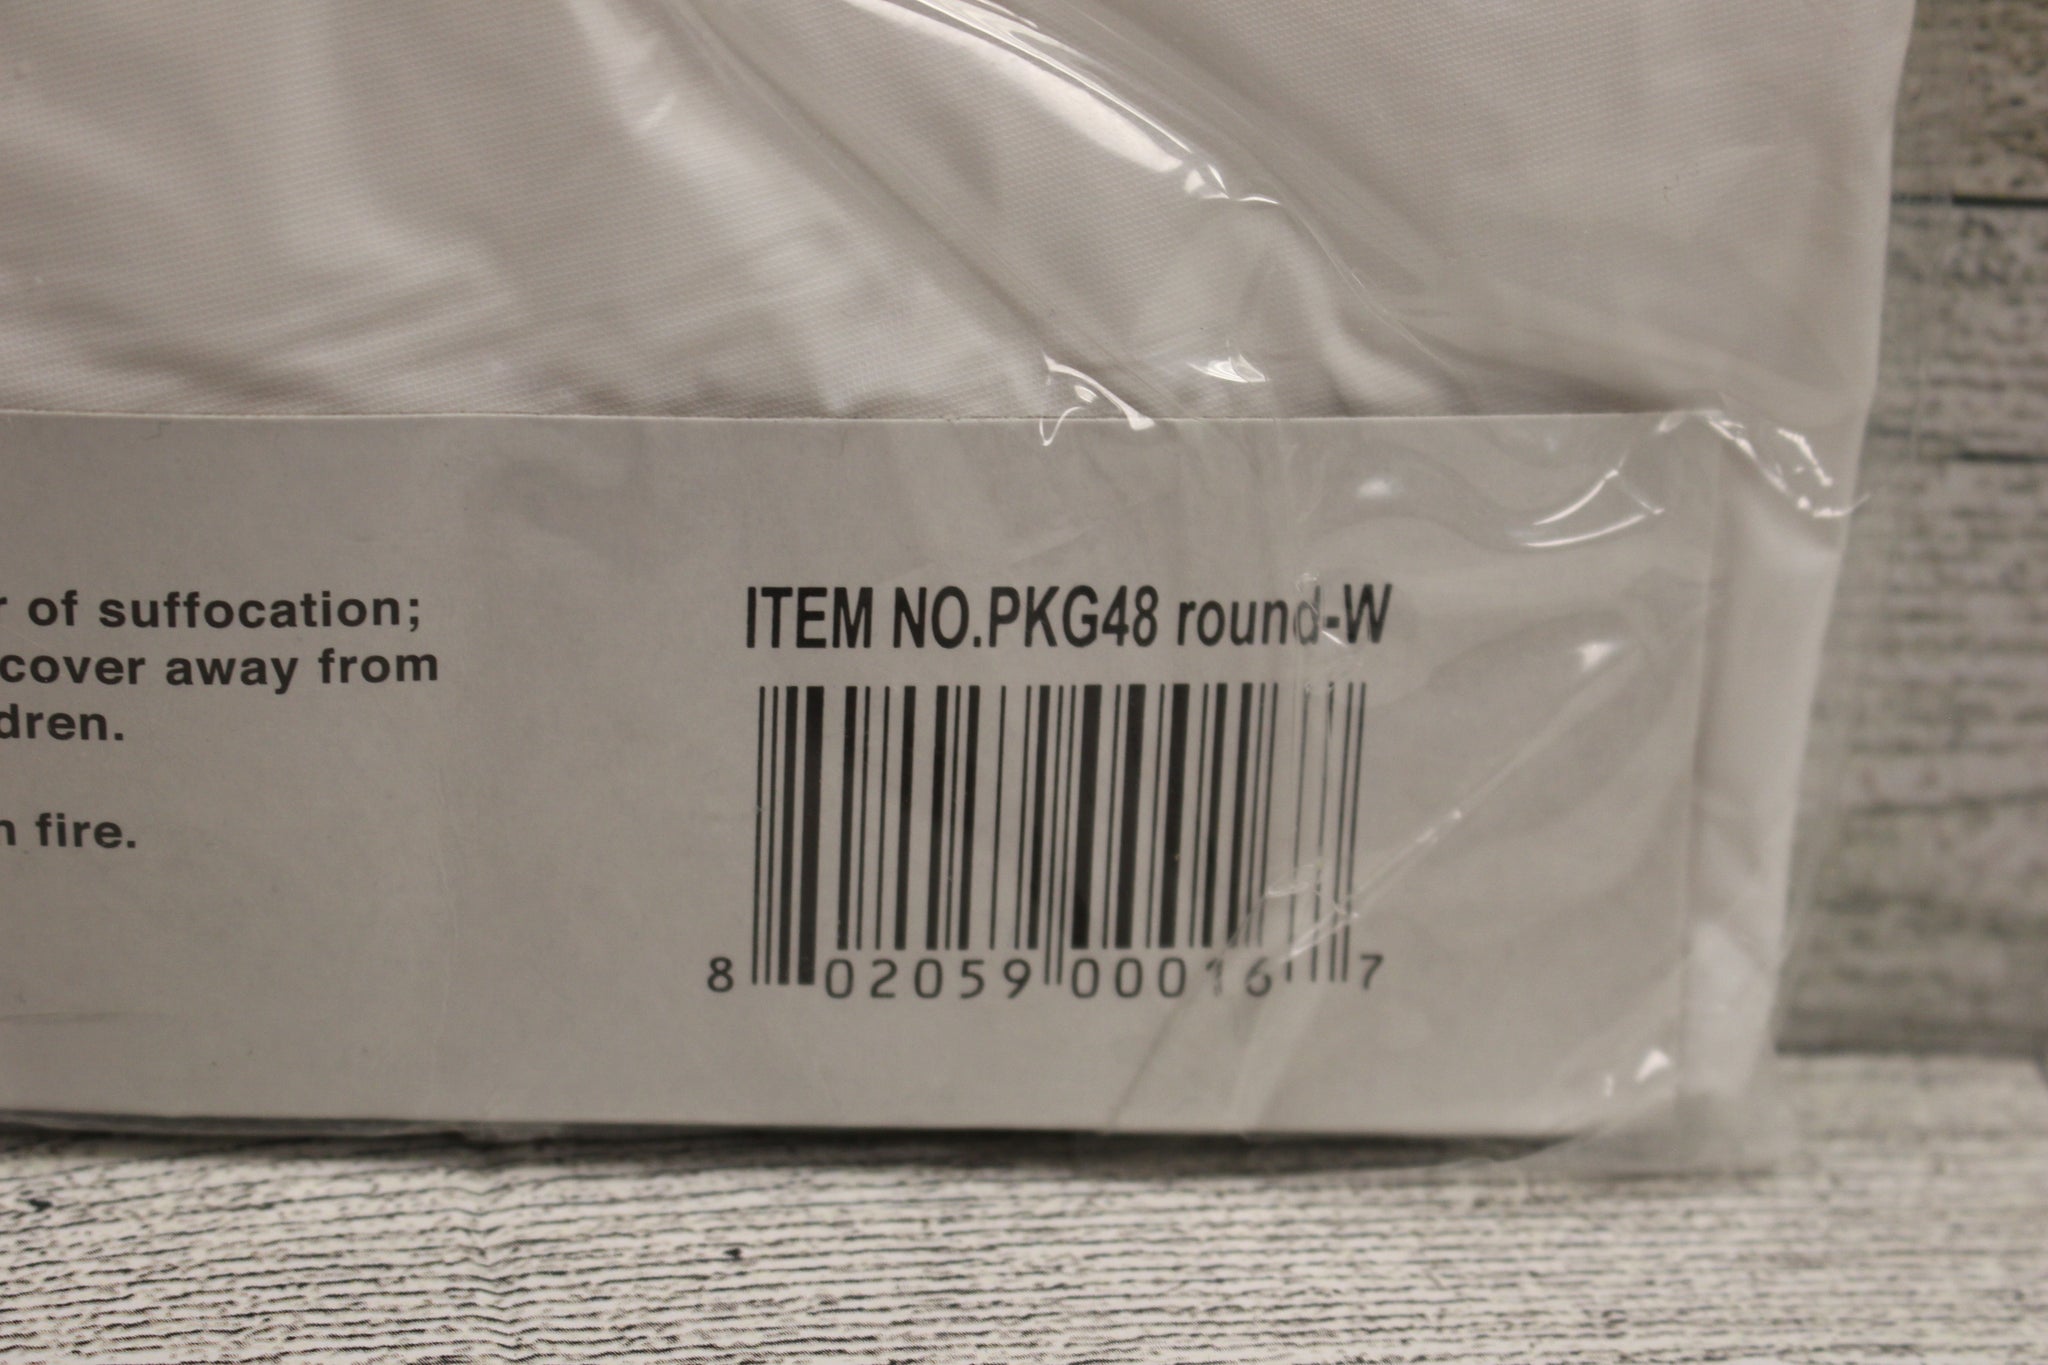 r of suffocation;
cover away from
dren.
n fire.
ITEM NO.PKG48 round-W
8 02059 00016 7